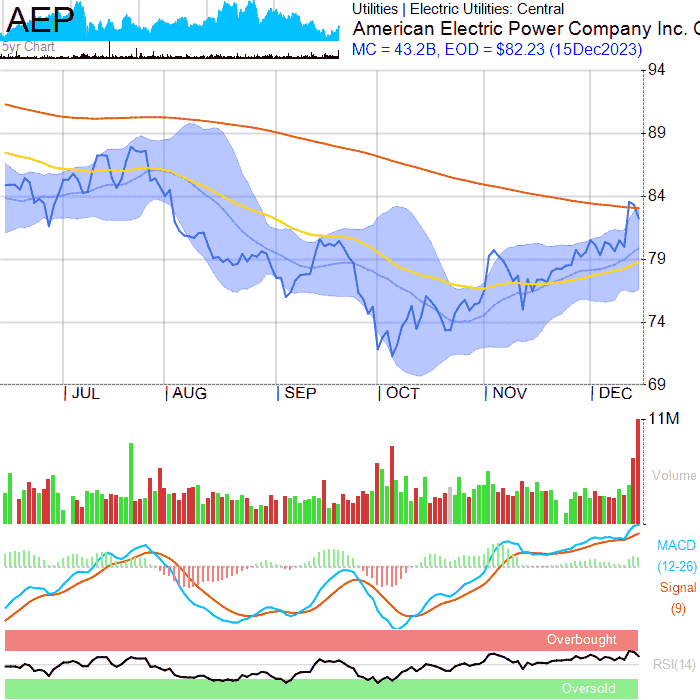 AEP
5yr Chart
Utilities | Electric Utilities: Central
American Electric Power Company Inc. C
MC = 43.2B, EOD = $82.23 (15Dec2023)
94
89
84
79
74
69
JUL AUG SEP OCT NOV DEC
11M
Volume
MACD
(12-26)
Signal
(9)
Overbought
RSI(14)
Oversold